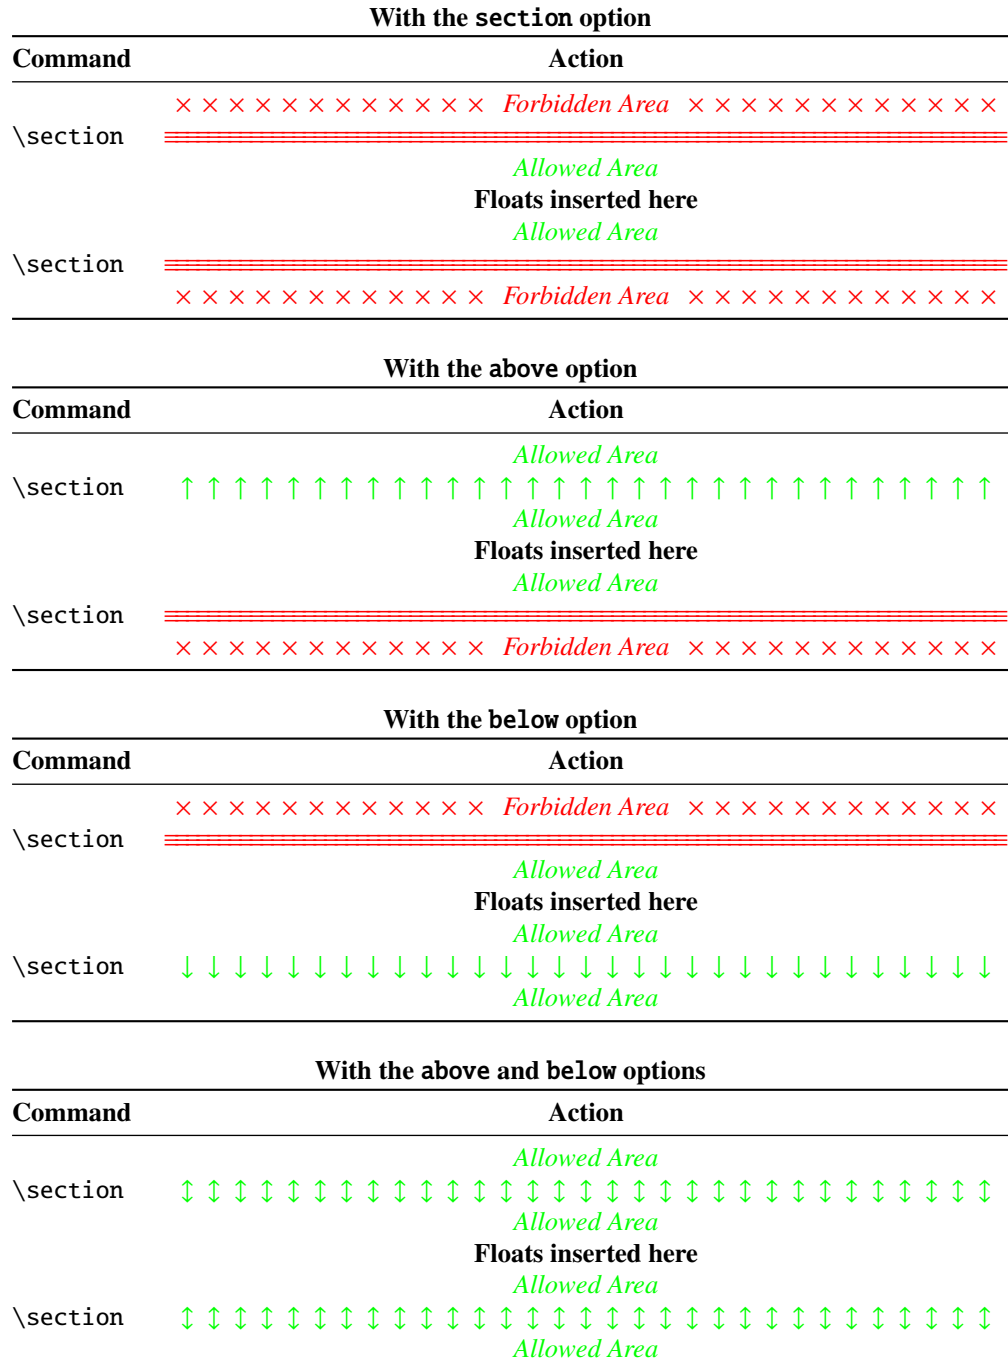 With the section option
Command Action
× × × × × × × × × × × × Forbidden Area × × × × × × × × × × × ×
\section
Allowed Area
Floats inserted here
Allowed Area
\section
× × × × × × × × × × × × Forbidden Area × × × × × × × × × × × ×
With the above option
Command Action
Allowed Area
\section ↑ ↑ ↑ ↑ ↑ ↑ ↑ ↑ ↑ ↑ ↑ ↑ ↑ ↑ ↑ ↑ ↑ ↑ ↑ ↑ ↑ ↑ ↑ ↑ ↑ ↑ ↑ ↑ ↑ ↑ ↑
Allowed Area
Floats inserted here
Allowed Area
\section
× × × × × × × × × × × × Forbidden Area × × × × × × × × × × × ×
With the below option
Command Action
× × × × × × × × × × × × Forbidden Area × × × × × × × × × × × ×
\section
Allowed Area
Floats inserted here
Allowed Area
\section ↓ ↓ ↓ ↓ ↓ ↓ ↓ ↓ ↓ ↓ ↓ ↓ ↓ ↓ ↓ ↓ ↓ ↓ ↓ ↓ ↓ ↓ ↓ ↓ ↓ ↓ ↓ ↓ ↓ ↓ ↓
Allowed Area
With the above and below options
Command Action
Allowed Area
\section ↕ ↕ ↕ ↕ ↕ ↕ ↕ ↕ ↕ ↕ ↕ ↕ ↕ ↕ ↕ ↕ ↕ ↕ ↕ ↕ ↕ ↕ ↕ ↕ ↕ ↕ ↕ ↕ ↕ ↕ ↕
Allowed Area
Floats inserted here
Allowed Area
\section ↕ ↕ ↕ ↕ ↕ ↕ ↕ ↕ ↕ ↕ ↕ ↕ ↕ ↕ ↕ ↕ ↕ ↕ ↕ ↕ ↕ ↕ ↕ ↕ ↕ ↕ ↕ ↕ ↕ ↕ ↕
Allowed Area